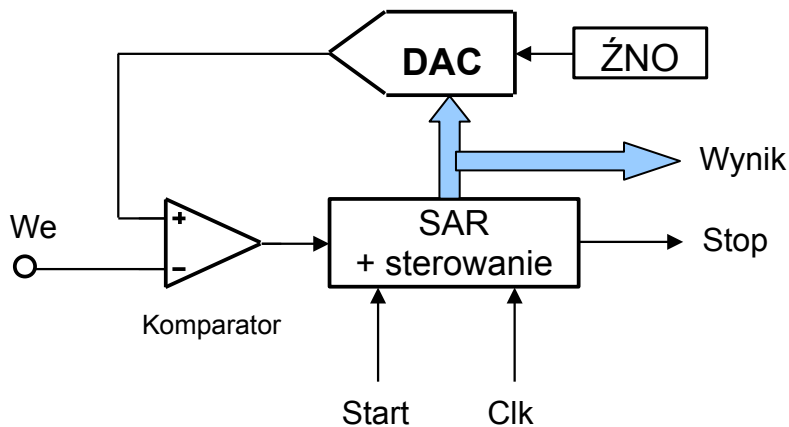 DAC
ŹNO
Wynik
We
+
-
SAR
+ sterowanie
Stop
Komparator
Start
Clk